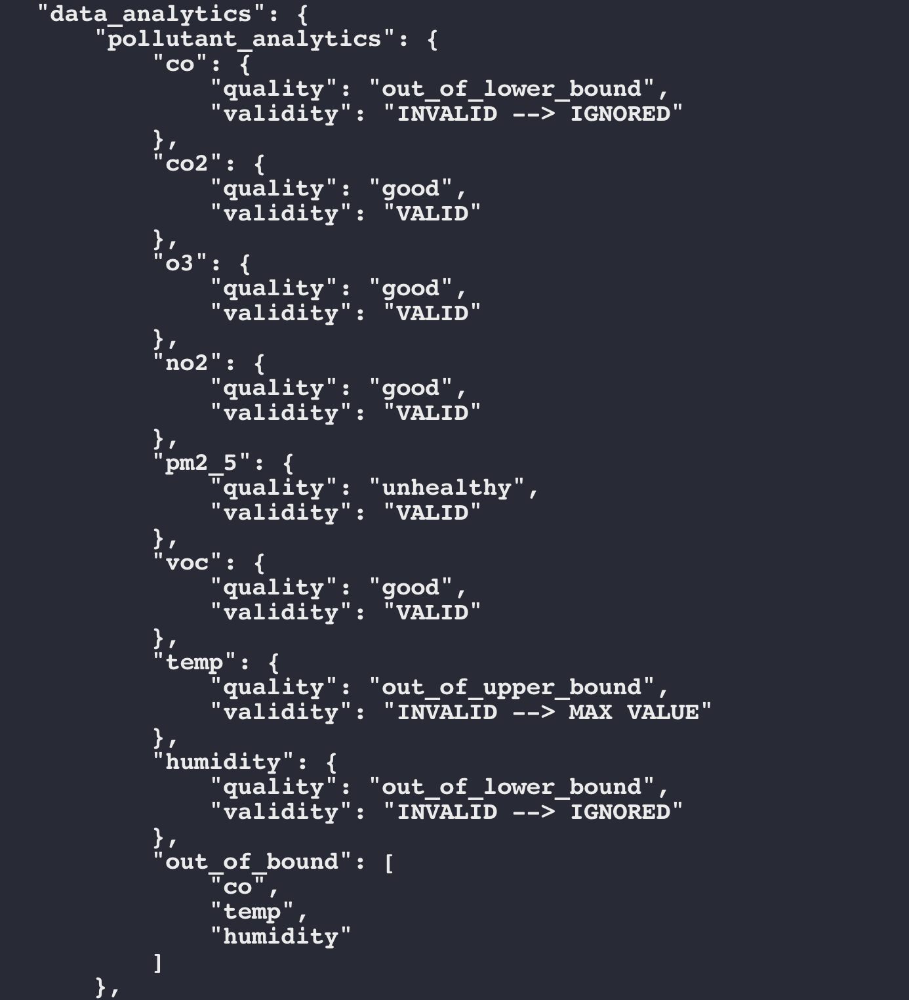 "data_analytics": {
"pollutant_analytics": {
"co": {
"quality": "out_of_lower_bound",
"validity": "INVALID --> IGNORED"
},
"co2": {
"quality": "good",
"validity": "VALID"
},
"o3": {
"quality": "good",
"validity": "VALID"
},
"no2": {
"quality": "good",
"validity": "VALID"
},
"pm2_5": {
"quality": "unhealthy",
"validity": "VALID"
},
"voc": {
"quality": "good",
"validity": "VALID"
},
"temp": {
"quality": "out_of_upper_bound",
"validity": "INVALID --> MAX VALUE"
},
"humidity": {
"quality": "out_of_lower_bound",
"validity": "INVALID --> IGNORED"
},
"out_of_bound": [
"co",
"temp",
"humidity"
]
},